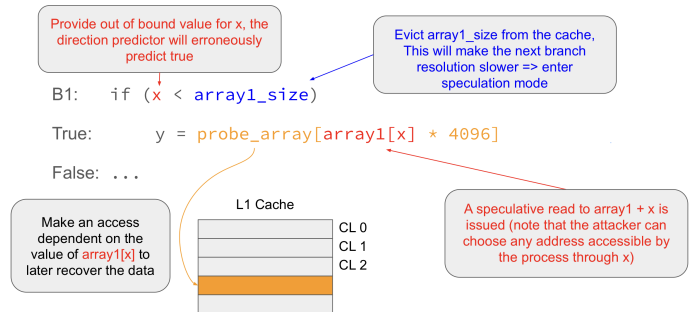 Provide out of bound value for x, the
direction predictor will erroneously
predict true
Evict array1_size from the cache,
This will make the next branch
resolution slower => enter
speculation mode
B1: if (x < array1_size)
True: y = probe_array[array1[x] * 4096]
False: ...
Make an access
dependent on the
value of array1[x] to
later recover the data
L1 Cache
CL 0
CL 1
CL 2
A speculative read to array1 + x is
issued (note that the attacker can
choose any address accessible by
the process through x)